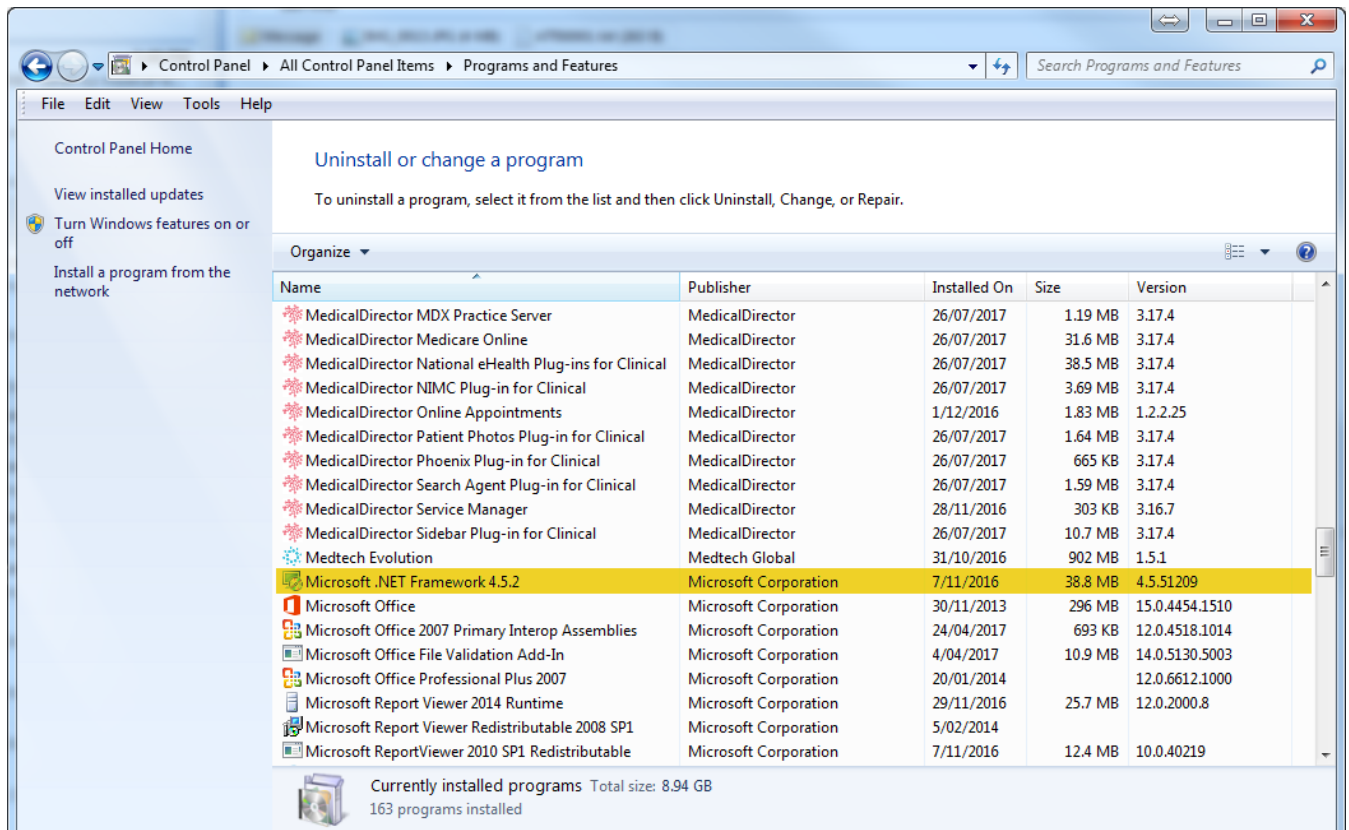 Control Panel ▸ All Control Panel Items ▸ Programs and Features
Search Programs and Features
File Edit View Tools Help
Control Panel Home
View installed updates
Turn Windows features on or
off
Install a program from the
network
Uninstall or change a program
To uninstall a program, select it from the list and then click Uninstall, Change, or Repair.
Organize
Name Publisher Installed On Size Version
MedicalDirector MDX Practice Server MedicalDirector 26/07/2017 1.19 MB 3.17.4
MedicalDirector Medicare Online MedicalDirector 26/07/2017 31.6 MB 3.17.4
MedicalDirector National eHealth Plug-ins for Clinical MedicalDirector 26/07/2017 38.5 MB 3.17.4
MedicalDirector NIMC Plug-in for Clinical MedicalDirector 26/07/2017 3.69 MB 3.17.4
MedicalDirector Online Appointments MedicalDirector 1/12/2016 1.83 MB 1.2.2.25
MedicalDirector Patient Photos Plug-in for Clinical MedicalDirector 26/07/2017 1.64 MB 3.17.4
MedicalDirector Phoenix Plug-in for Clinical MedicalDirector 26/07/2017 665 KB 3.17.4
MedicalDirector Search Agent Plug-in for Clinical MedicalDirector 26/07/2017 1.59 MB 3.17.4
MedicalDirector Service Manager MedicalDirector 28/11/2016 303 KB 3.16.7
MedicalDirector Sidebar Plug-in for Clinical MedicalDirector 26/07/2017 10.7 MB 3.17.4
Medtech Evolution Medtech Global 31/10/2016 902 MB 1.5.1
Microsoft .NET Framework 4.5.2 Microsoft Corporation 7/11/2016 38.8 MB 4.5.51209
Microsoft Office Microsoft Corporation 30/11/2013 296 MB 15.0.4454.1510
Microsoft Office 2007 Primary Interop Assemblies Microsoft Corporation 24/04/2017 693 KB 12.0.4518.1014
Microsoft Office File Validation Add-In Microsoft Corporation 4/04/2017 10.9 MB 14.0.5130.5003
Microsoft Office Professional Plus 2007 Microsoft Corporation 20/01/2014 12.0.6612.1000
Microsoft Report Viewer 2014 Runtime Microsoft Corporation 29/11/2016 25.7 MB 12.0.2000.8
Microsoft Report Viewer Redistributable 2008 SP1 Microsoft Corporation 5/02/2014
Microsoft ReportViewer 2010 SP1 Redistributable Microsoft Corporation 7/11/2016 12.4 MB 10.0.40219
Currently installed programs Total size: 8.94 GB
163 programs installed